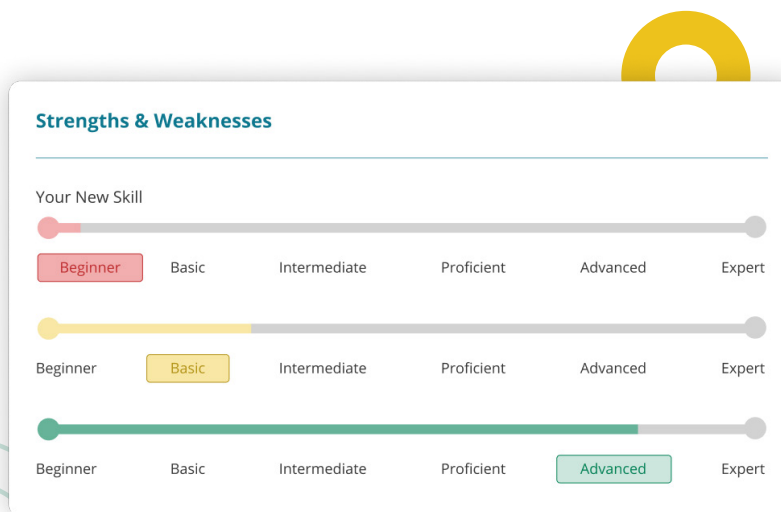 Strengths & Weaknesses
Your New Skill
Beginner Basic Intermediate Proficient Advanced Expert
Beginner Basic Intermediate Proficient Advanced Expert
Beginner Basic Intermediate Proficient Advanced Expert